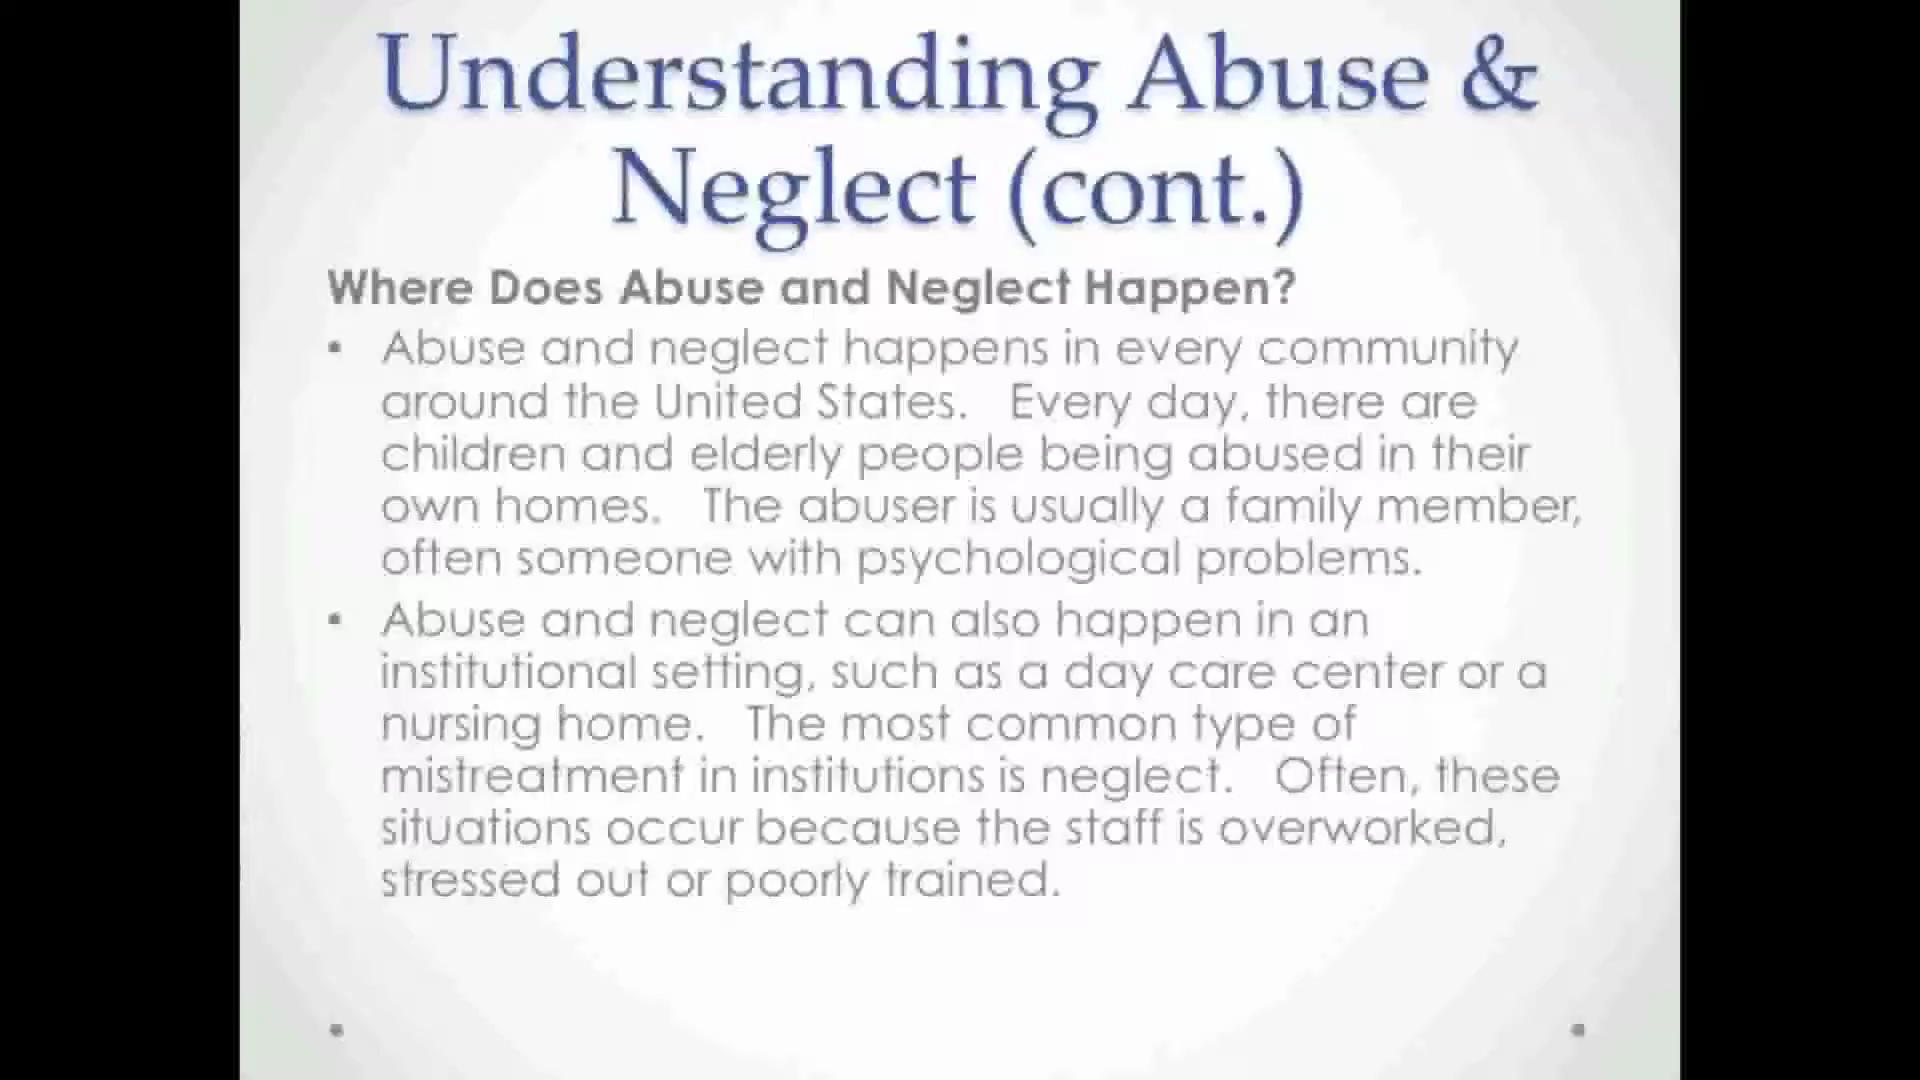 Understanding Abuse &
Neglect (cont.)
Where Does Abuse and Neglect Happen?
• Abuse and neglect happens in every community
around the United States. Every day, there are
children and elderly people being abused in their
own homes. The abuser is usually a family member,
often someone with psychological problems.
• Abuse and neglect can also happen in an
institutional setting, such as a day care center or a
nursing home. The most common type of
mistreatment in institutions is neglect. Often, these
situations occur because the staff is overworked,
stressed out or poorly trained.